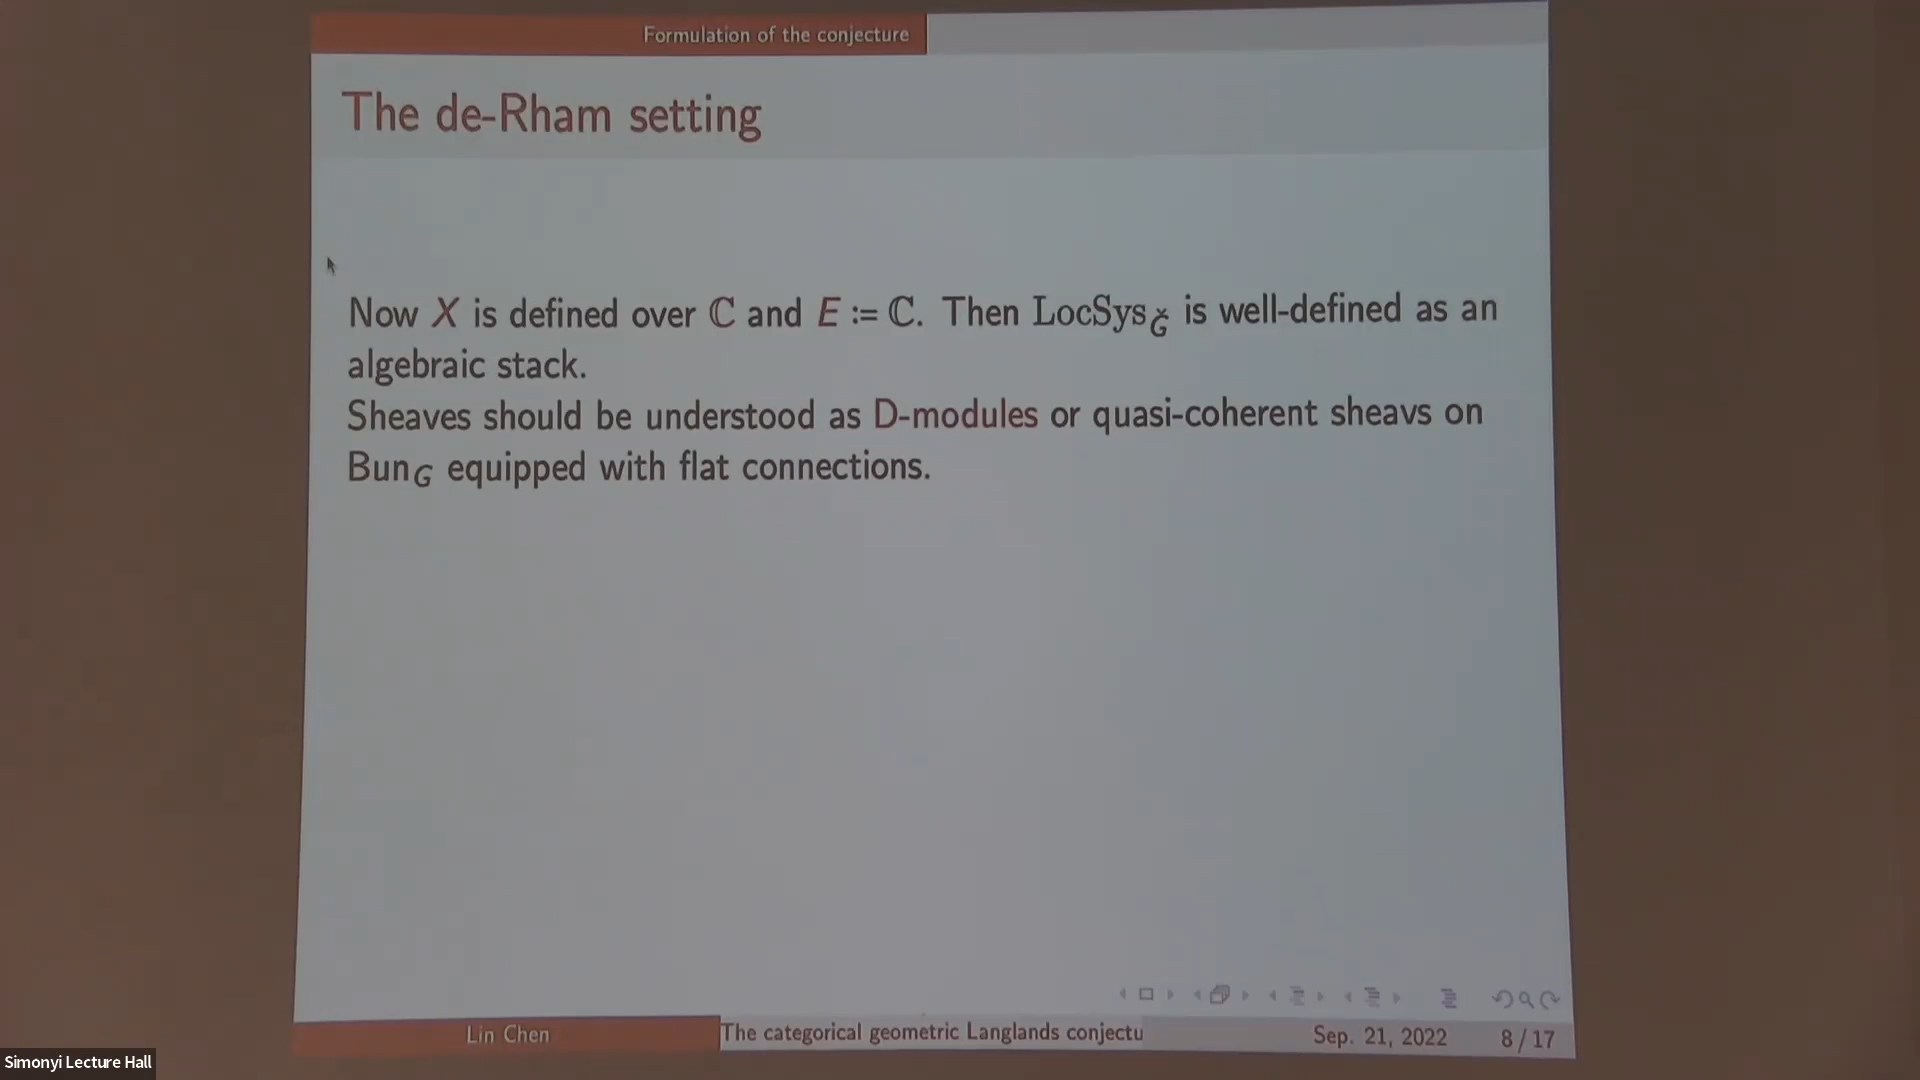 Formulation of the conjecture
The de-Rham setting
Now X is defined over ℂ and E := ℂ. Then LocSys_Ǧ is well-defined as an
algebraic stack.
Sheaves should be understood as D-modules or quasi-coherent sheavs on
Bun_G equipped with flat connections.
Lin Chen
The categorical geometric Langlands conjectu
Sep. 21, 2022
8 / 17
Simonyi Lecture Hall